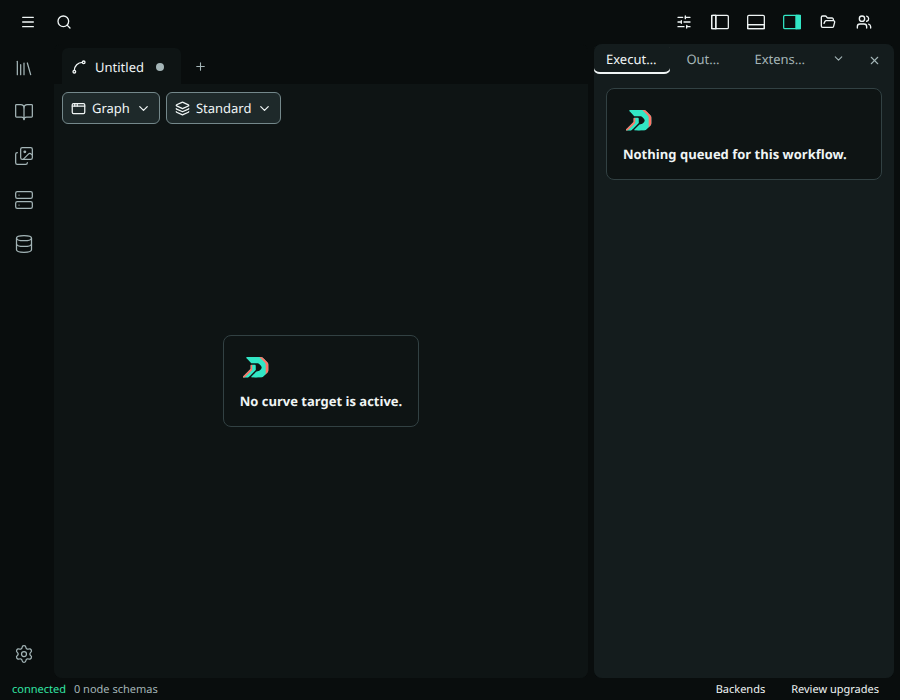 Untitled
Execut...
Out...
Extens...
Graph
Standard
Nothing queued for this workflow.
No curve target is active.
connected
0 node schemas
Backends
Review upgrades